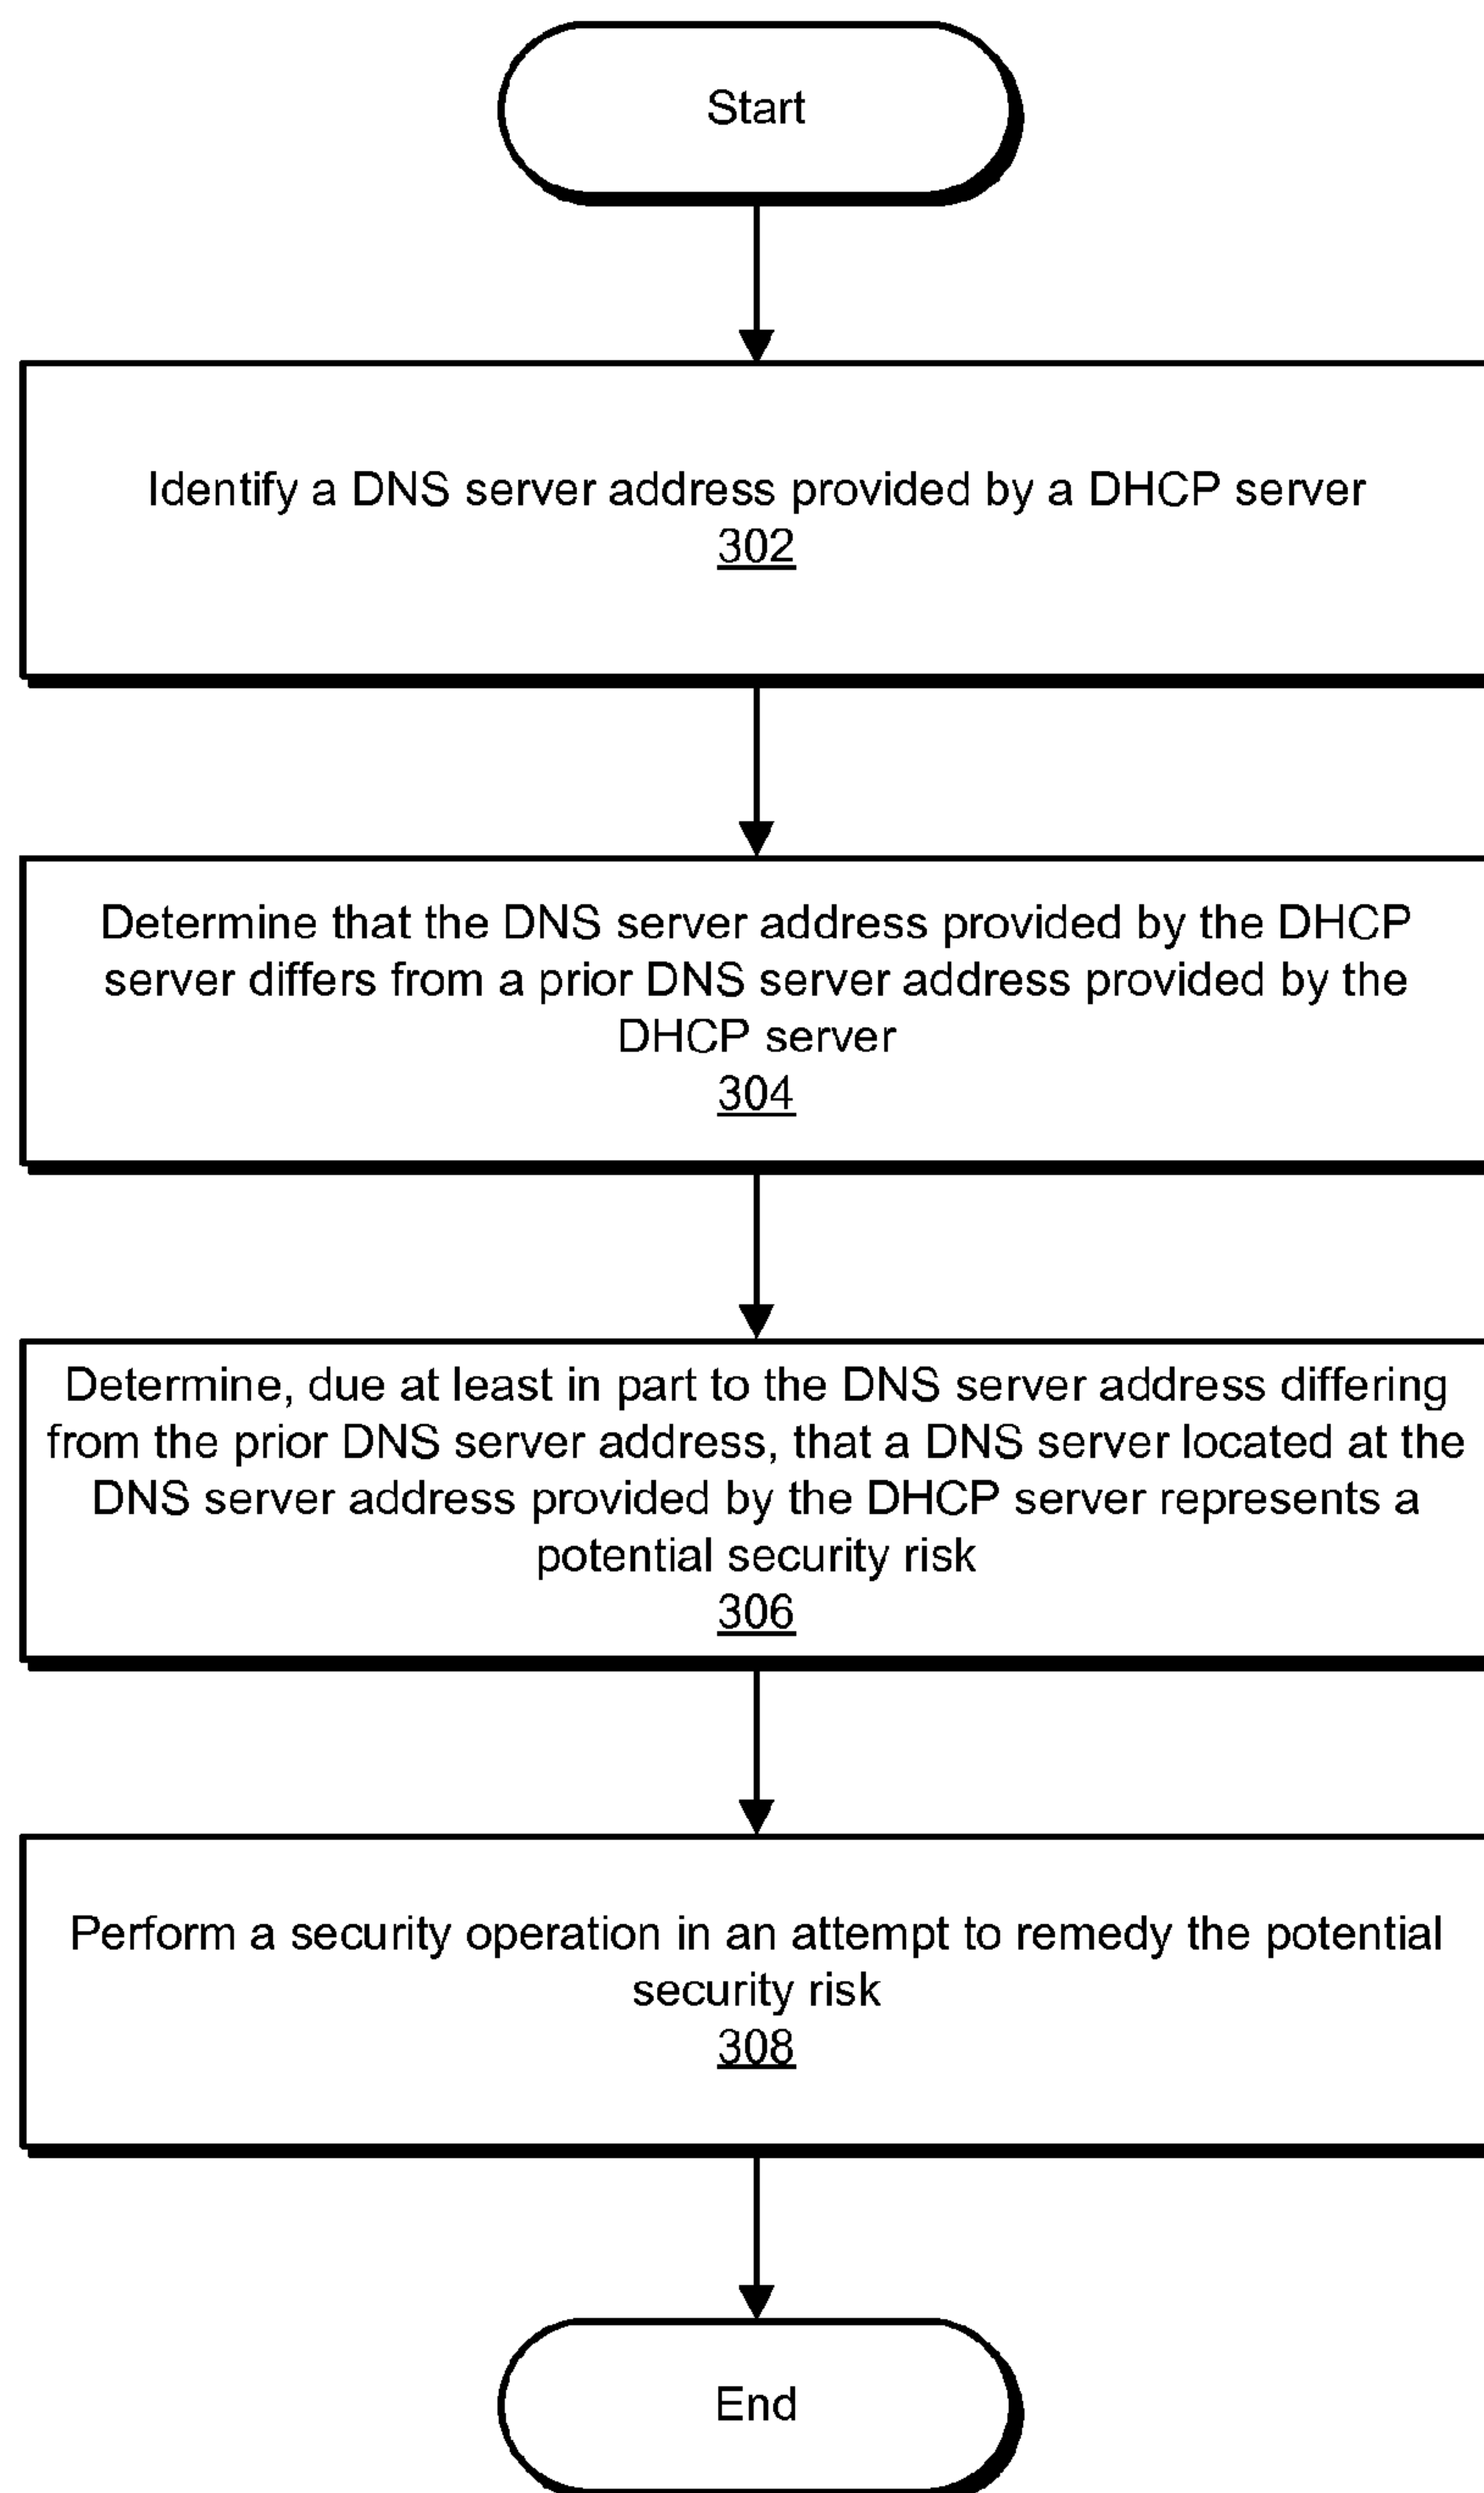 Start
Identify a DNS server address provided by a DHCP server
302
Determine that the DNS server address provided by the DHCP
server differs from a prior DNS server address provided by the
DHCP server
304
Determine, due at least in part to the DNS server address differing
from the prior DNS server address, that a DNS server located at the
DNS server address provided by the DHCP server represents a
potential security risk
306
Perform a security operation in an attempt to remedy the potential
security risk
308
End